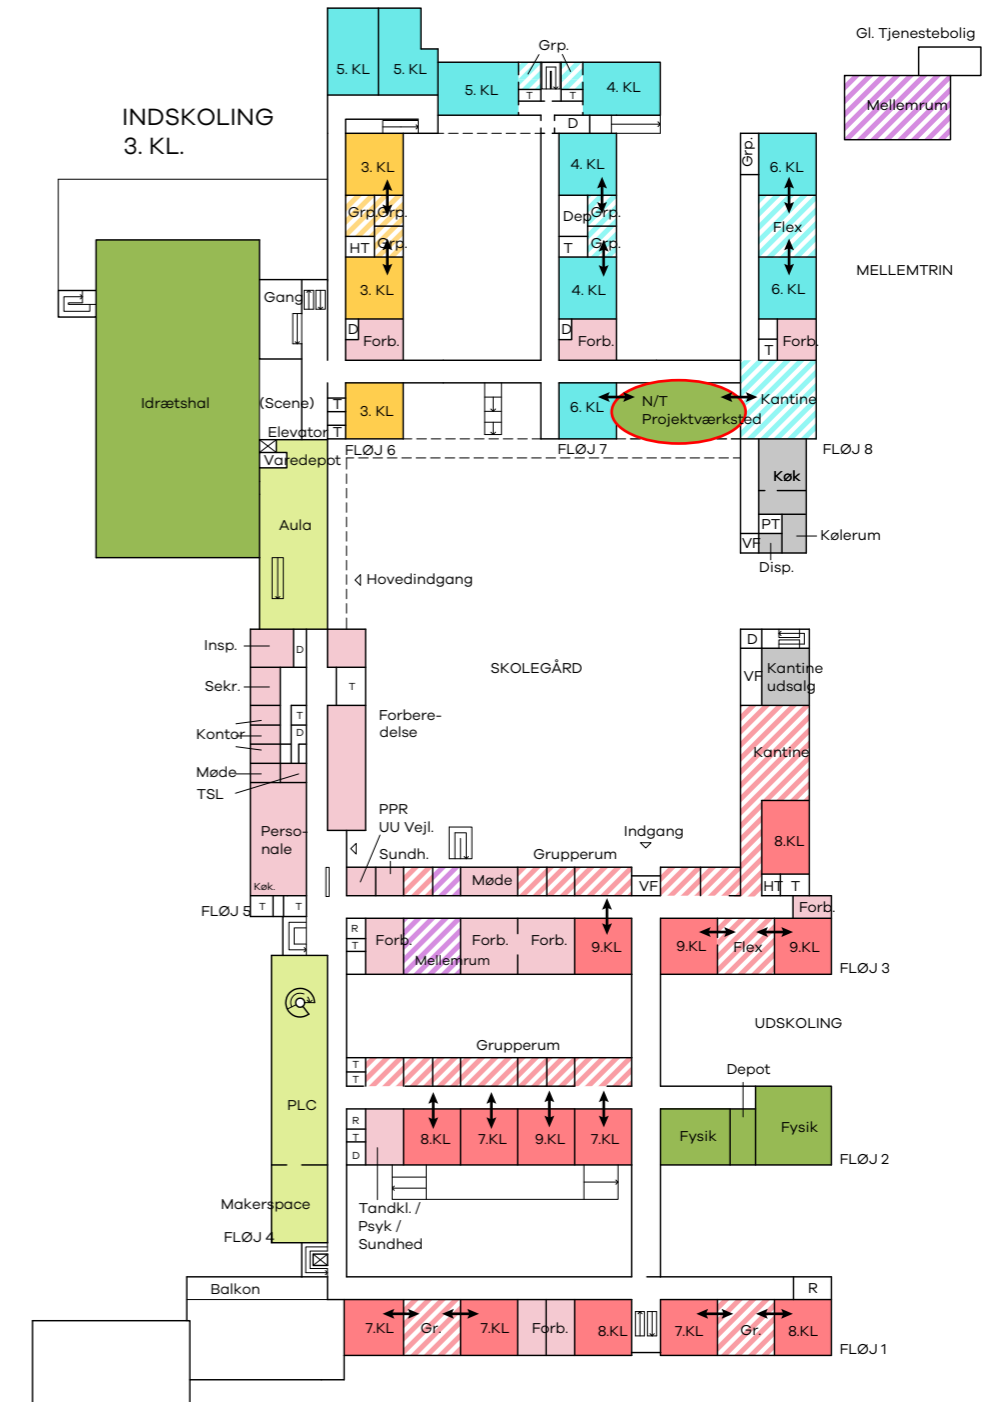 Gl. Tjenestebolig
Grp.
5. KL
5. KL
5. KL
4. KL
T
T
Mellemrum
INDSKOLING
3. KL.
D
3. KL
4. KL
Grp.
6. KL
Grp.
Grp.
Dep
Grp.
Flex
HT
Grp.
T
Grp.
MELLEMTRIN
3. KL
4. KL
6. KL
Gang
D
Forb.
D
Forb.
T
Forb.
Idrætshal
(Scene)
T
3. KL
6. KL
N/T
Projektværksted
Kantine
Elevator
T
Varedepot
FLØJ 6
FLØJ 7
FLØJ 8
Køk
Aula
PT
Kølerum
VF
Disp.
Hovedindgang
Insp.
D
SKOLEGÅRD
D
Sekr.
T
VF
Kantine
udsalg
Kontor
T
D
Forbere-
delse
Kantine
Møde
TSL
PPR
UU Vejl.
Indgang
Perso-
nale
Sundh.
Grupperum
8.KL
Køk.
Møde
VF
HT
T
FLØJ 5
T
T
Forb.
R
T
Forb.
Mellemrum
Forb.
Forb.
9.KL
9.KL
Flex
9.KL
FLØJ 3
UDSKOLING
Grupperum
T
T
Depot
PLC
R
T
D
8.KL
7.KL
9.KL
7.KL
Fysik
Fysik
FLØJ 2
Makerspace
Tandkl. /
Psyk /
Sundhed
FLØJ 4
Balkon
R
7.KL
Gr.
7.KL
Forb.
8.KL
7.KL
Gr.
8.KL
FLØJ 1